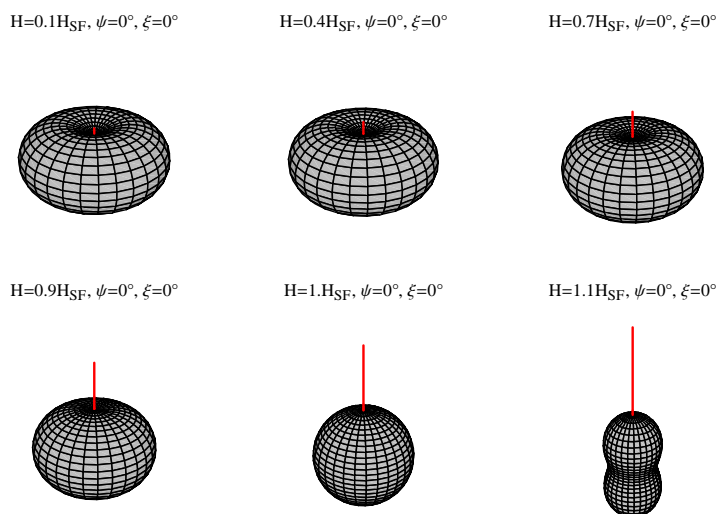 H=0.1H_SF, ψ=0°, ξ=0°
H=0.4H_SF, ψ=0°, ξ=0°
H=0.7H_SF, ψ=0°, ξ=0°
H=0.9H_SF, ψ=0°, ξ=0°
H=1.H_SF, ψ=0°, ξ=0°
H=1.1H_SF, ψ=0°, ξ=0°